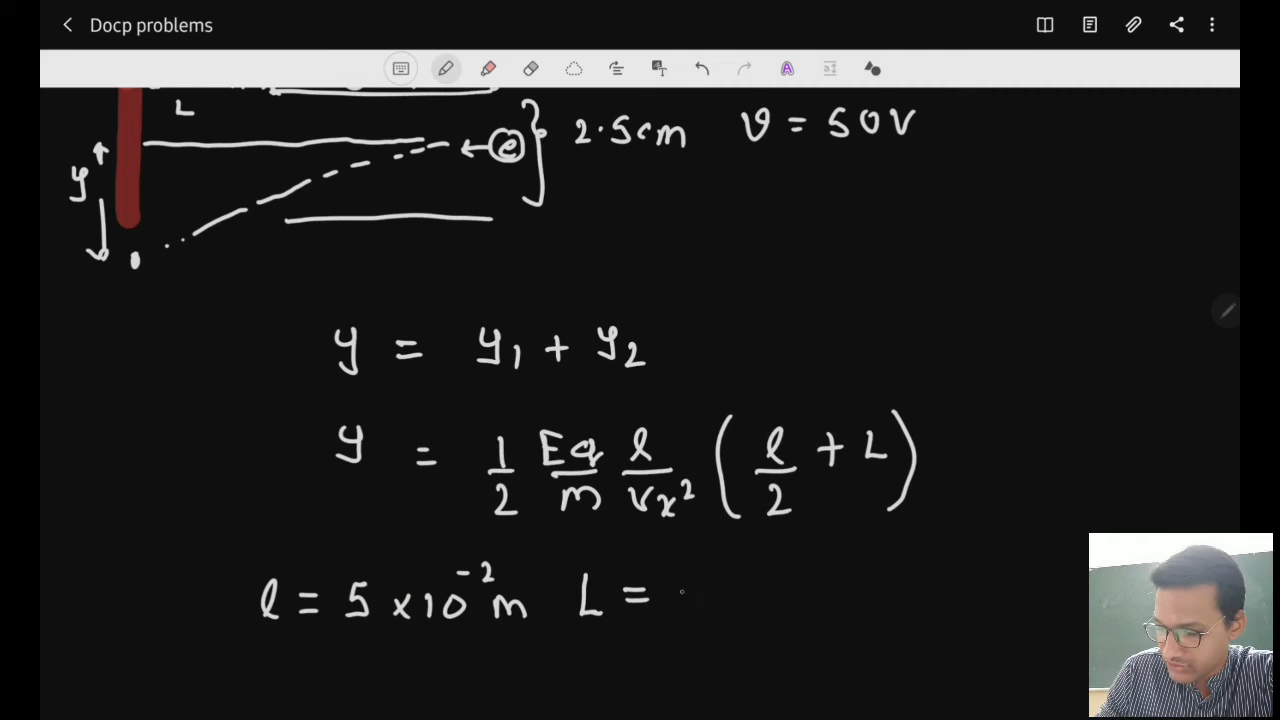 Docp problems
L
y
e
2.5cm
V = 50V
y = y₁ + y₂
y = 1/2 Eq/m l/Vx² (l/2 + L)
l = 5 × 10⁻² m L =